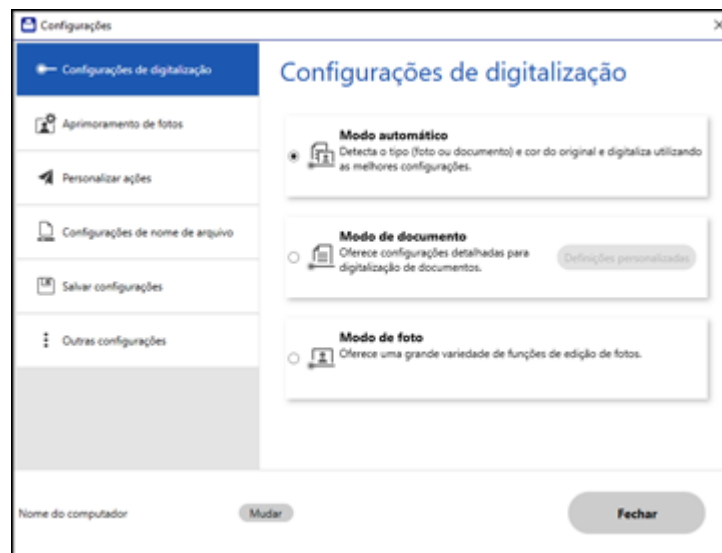 Configurações
Configurações de digitalização
Aprimoramento de fotos
Personalizar ações
Configurações de nome de arquivo
Salvar configurações
Outras configurações
Configurações de digitalização
Modo automático
Detecta o tipo (foto ou documento) e cor do original e digitaliza utilizando
as melhores configurações.
Modo de documento
Oferece configurações detalhadas para
digitalização de documentos.
Definições personalizadas
Modo de foto
Oferece uma grande variedade de funções de edição de fotos.
Nome do computador
Mudar
Fechar